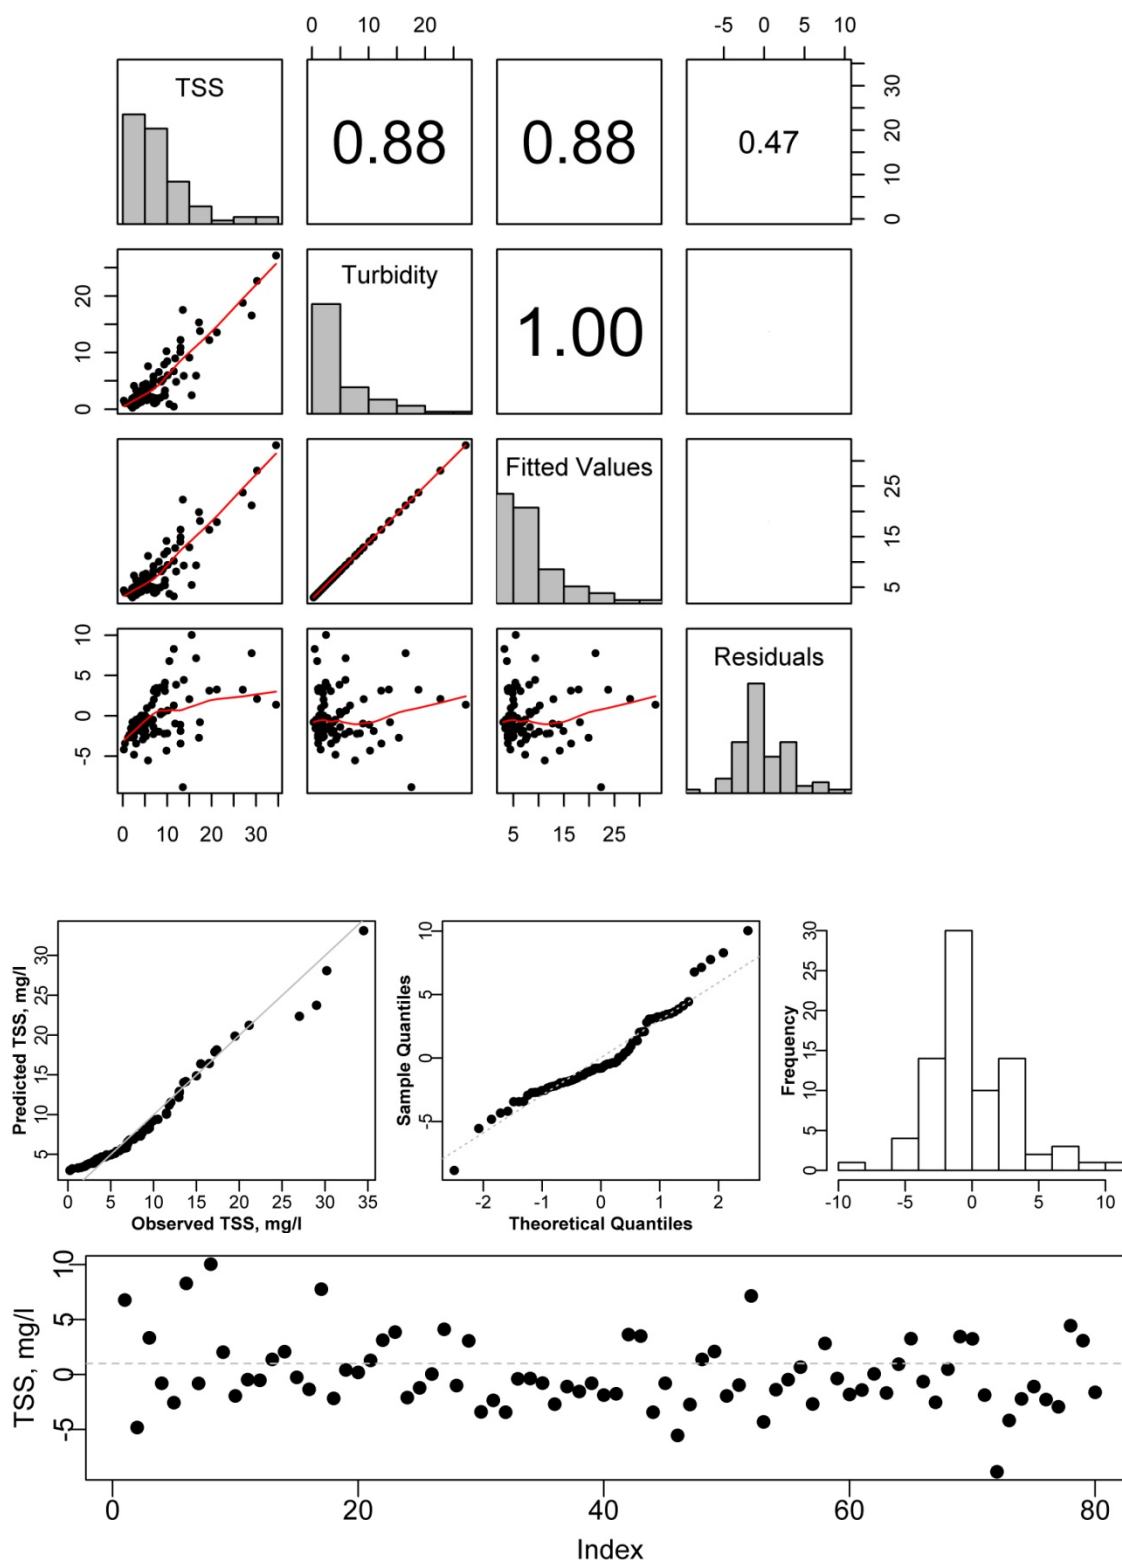 0 10 20
-5 0 5 10
TSS
0.88
0.88
0.47
0 10 20 30
0 10 20
Turbidity
1.00
Fitted Values
5 15 25
-5 0 5 10
Residuals
0 10 20 30
5 15 25
Predicted TSS, mg/l
5 10 15 20 25 30
0 5 10 15 20 25 30 35
Observed TSS, mg/l
Sample Quantiles
-5 0 5 10
-2 -1 0 1 2
Theoretical Quantiles
Frequency
0 5 10 15 20 25 30
-10 -5 0 5 10
TSS, mg/l
-5 0 5 10
0 20 40 60 80
Index